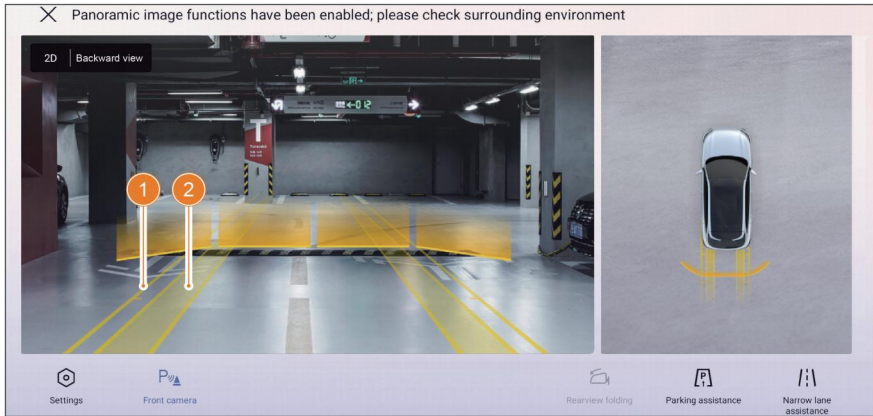 Panoramic image functions have been enabled; please check surrounding environment
2D Backward view
←012
T
1 2
Settings
P
Front camera
Rearview folding
P
Parking assistance
Narrow lane
assistance